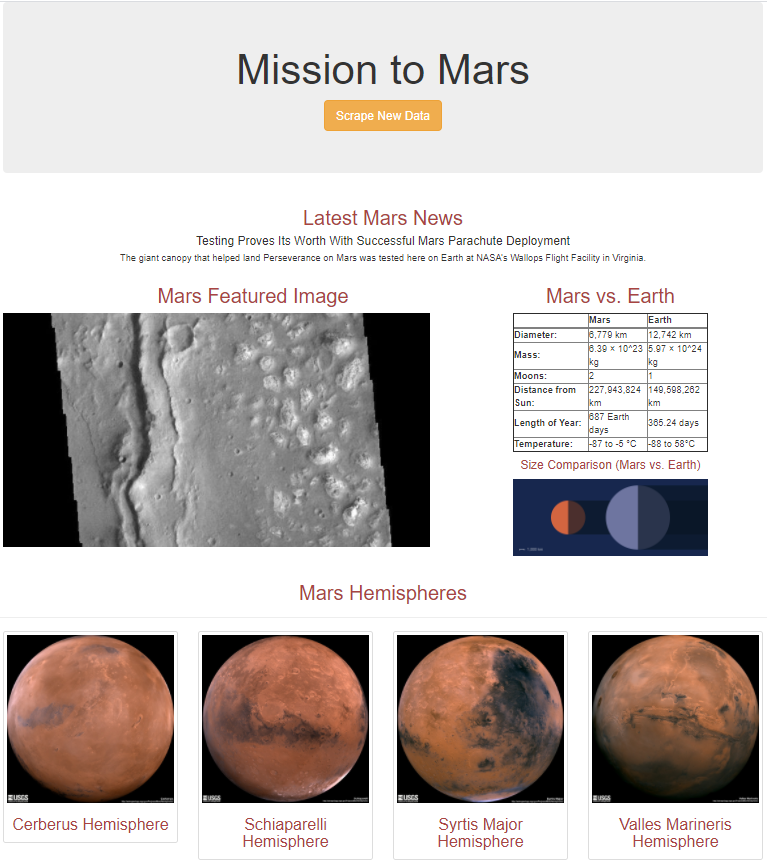 Mission to Mars
Scrape New Data
Latest Mars News
Testing Proves Its Worth With Successful Mars Parachute Deployment
The giant canopy that helped land Perseverance on Mars was tested here on Earth at NASA's Wallops Flight Facility in Virginia.
Mars Featured Image
Mars vs. Earth
Mars Earth
Diameter: 6,779 km 12,742 km
Mass: 6.39 × 10^23 kg 5.97 × 10^24 kg
Moons: 2 1
Distance from Sun: 227,943,824 km 149,598,262 km
Length of Year: 687 Earth days 365.24 days
Temperature: -87 to -5 °C -88 to 58°C
Size Comparison (Mars vs. Earth)
Mars Hemispheres
USGS
USGS
USGS
USGS
Cerberus Hemisphere
Schiaparelli
Hemisphere
Syrtis Major
Hemisphere
Valles Marineris
Hemisphere